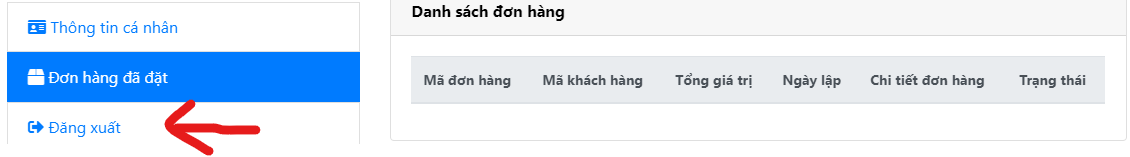 Thông tin cá nhân
Đơn hàng đã đặt
Đăng xuất
Danh sách đơn hàng
Mã đơn hàng Mã khách hàng Tổng giá trị Ngày lập Chi tiết đơn hàng Trạng thái